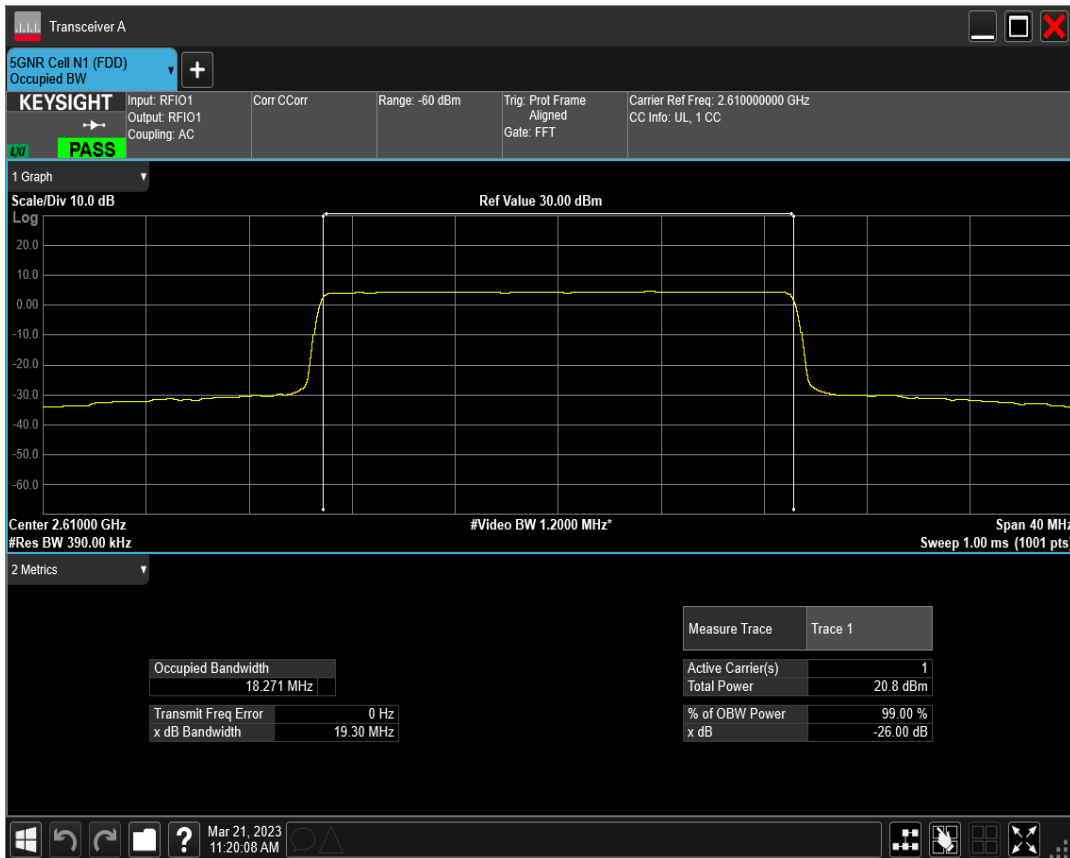 Transceiver A
5GNR Cell N1 (FDD)
Occupied BW
+
KEYSIGHT
LXI
PASS
Input: RFIO1
Output: RFIO1
Coupling: AC
Corr CCorr
Range: -60 dBm
Trig: Prot Frame
Aligned
Gate: FFT
Carrier Ref Freq: 2.610000000 GHz
CC Info: UL, 1 CC
1 Graph
Scale/Div 10.0 dB
Ref Value 30.00 dBm
Log
20.0
10.0
0.00
-10.0
-20.0
-30.0
-40.0
-50.0
-60.0
Center 2.61000 GHz
#Video BW 1.2000 MHz*
Span 40 MHz
#Res BW 390.00 kHz
Sweep 1.00 ms (1001 pts)
2 Metrics
Measure Trace Trace 1
Occupied Bandwidth
18.271 MHz
Active Carrier(s) 1
Total Power 20.8 dBm
Transmit Freq Error 0 Hz
x dB Bandwidth 19.30 MHz
% of OBW Power 99.00 %
x dB -26.00 dB
?
Mar 21, 2023
11:20:08 AM